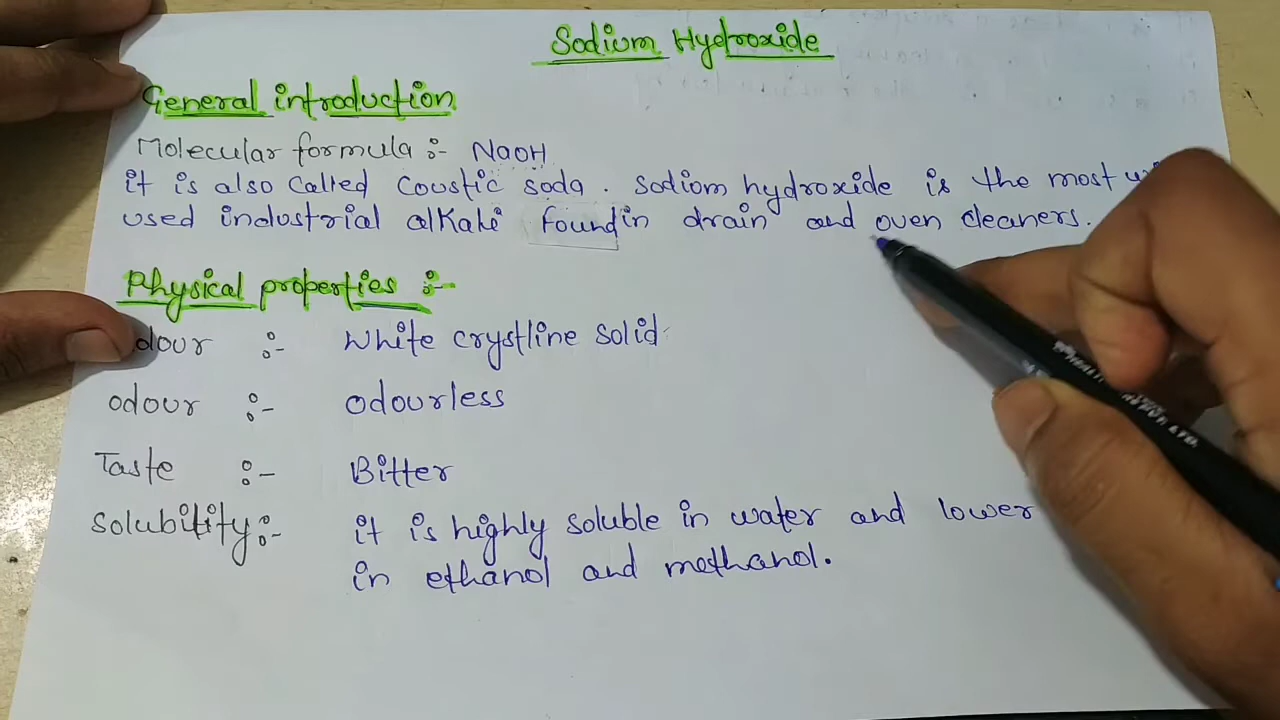 Sodium Hydroxide
General introduction
Molecular formula :- NaOH
it is also called Coustic soda. Sodium hydroxide is the most
used industrial alkali found in drain and oven cleaners.
Physical properties :-
odour :- White crystline solid
odour :- odourless
Taste :- Bitter
Solubility :- it is highly soluble in water and lower
in ethanol and methanol.